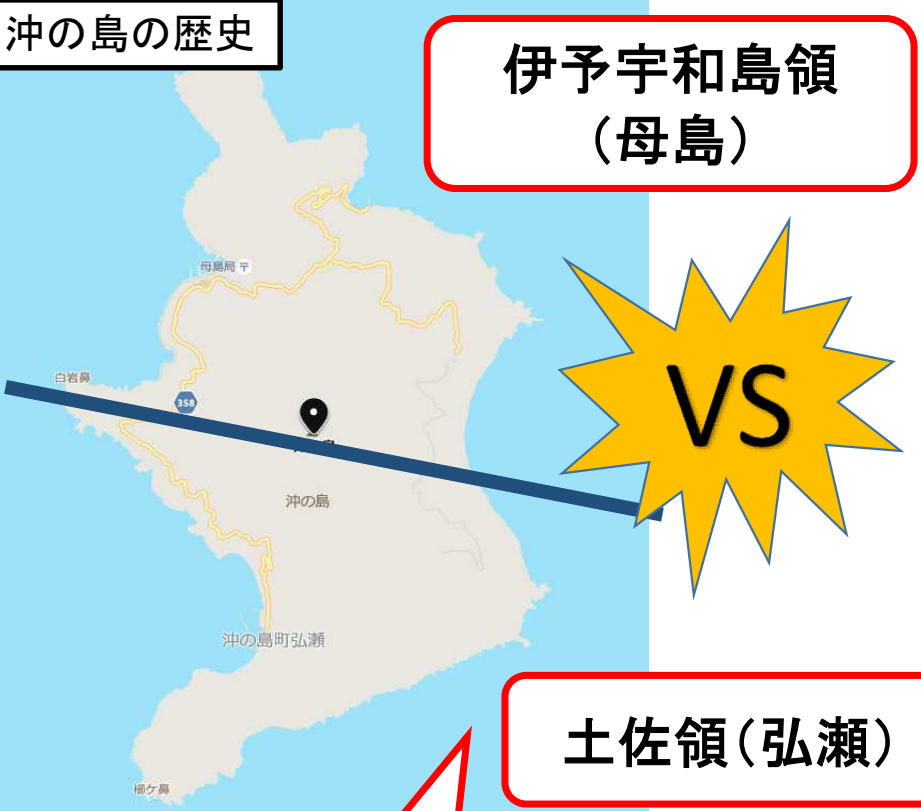 沖の島の歴史
伊予宇和島領
（母島）
母島局〒
白岩鼻
358
VS
沖の島
沖の島町弘瀬
土佐領（弘瀬）
櫛ケ鼻